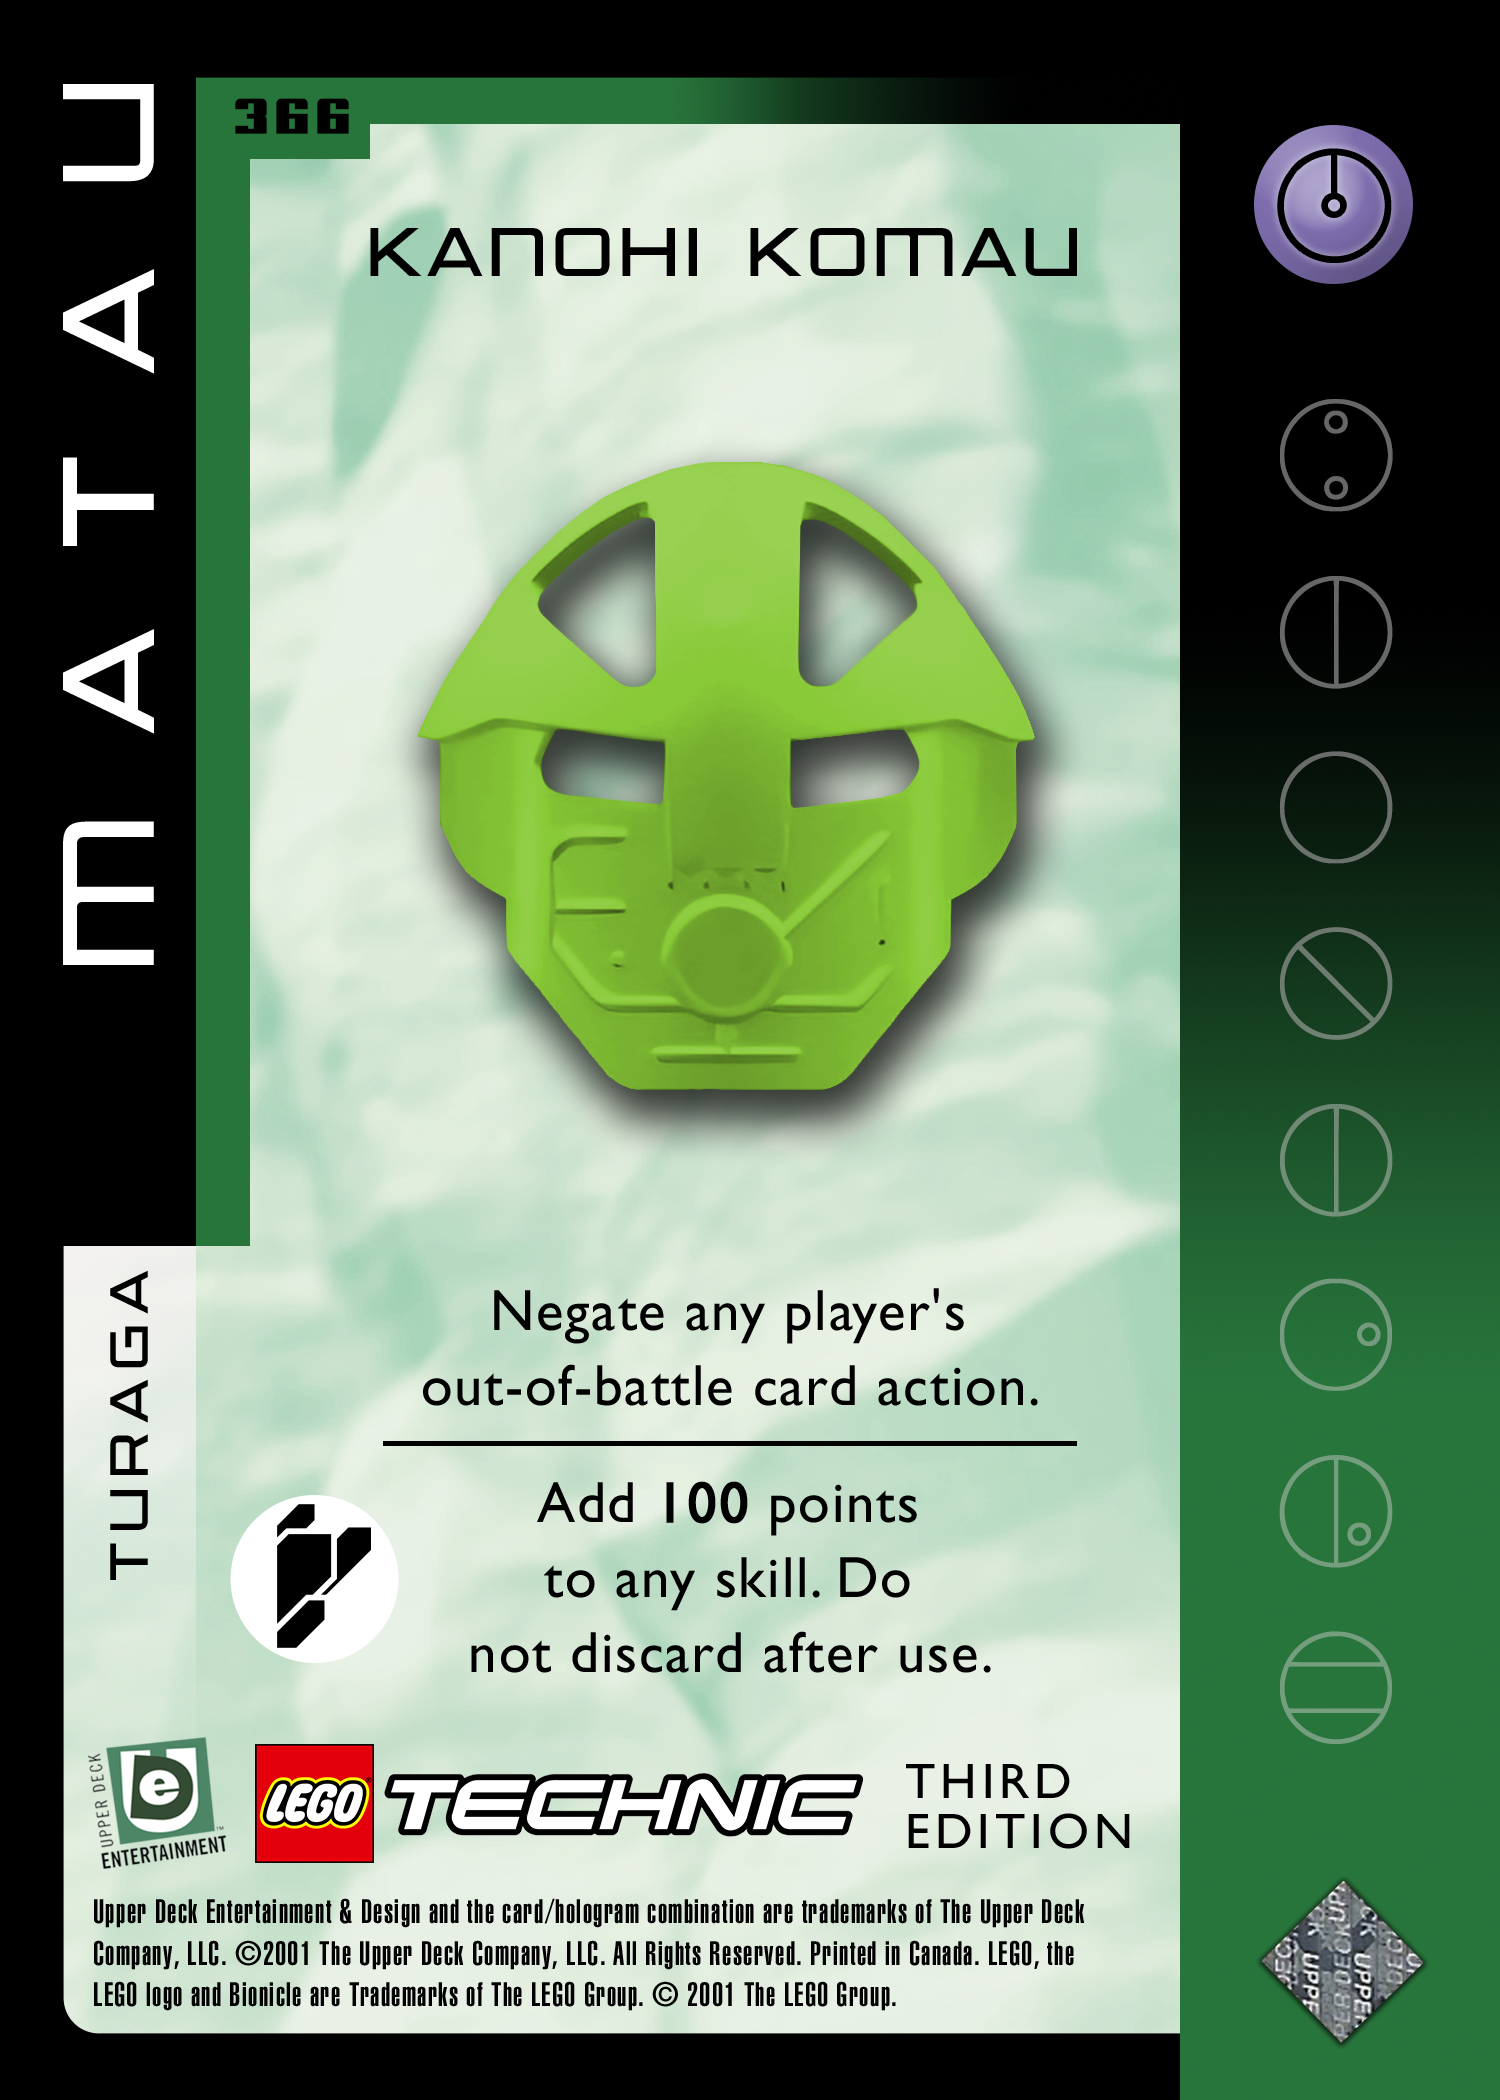 366
MATAU
TURAGA
KANOHI KOMAU
Negate any player's
out-of-battle card action.
Add 100 points
to any skill. Do
not discard after use.
UPPER DECK
e
ENTERTAINMENT
™
LEGO TECHNIC
THIRD
EDITION
Upper Deck Entertainment & Design and the card/hologram combination are trademarks of The Upper Deck
Company, LLC. ©2001 The Upper Deck Company, LLC. All Rights Reserved. Printed in Canada. LEGO, the
LEGO logo and Bionicle are Trademarks of The LEGO Group. © 2001 The LEGO Group.